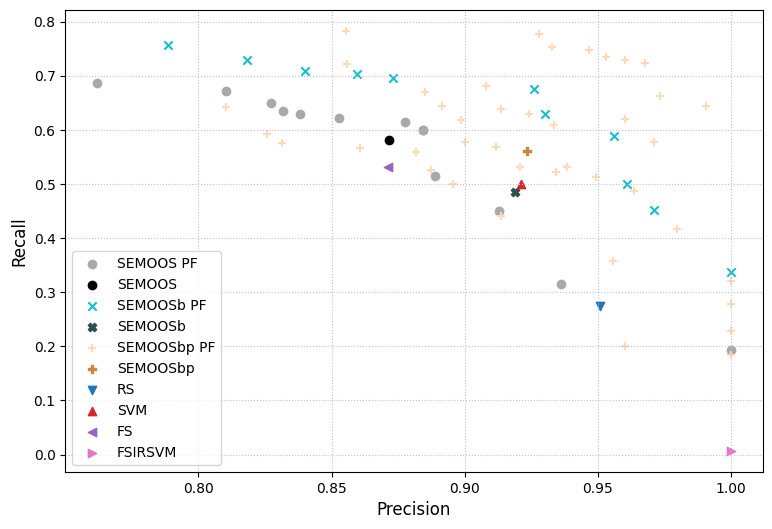 0.8
0.7
0.6
0.5
0.4
0.3
0.2
0.1
0.0
Recall
SEMOOS PF
SEMOOS
SEMOOSb PF
SEMOOSb
SEMOOSbp PF
SEMOOSbp
RS
SVM
FS
FSIRSVM
0.80
0.85
0.90
0.95
1.00
Precision